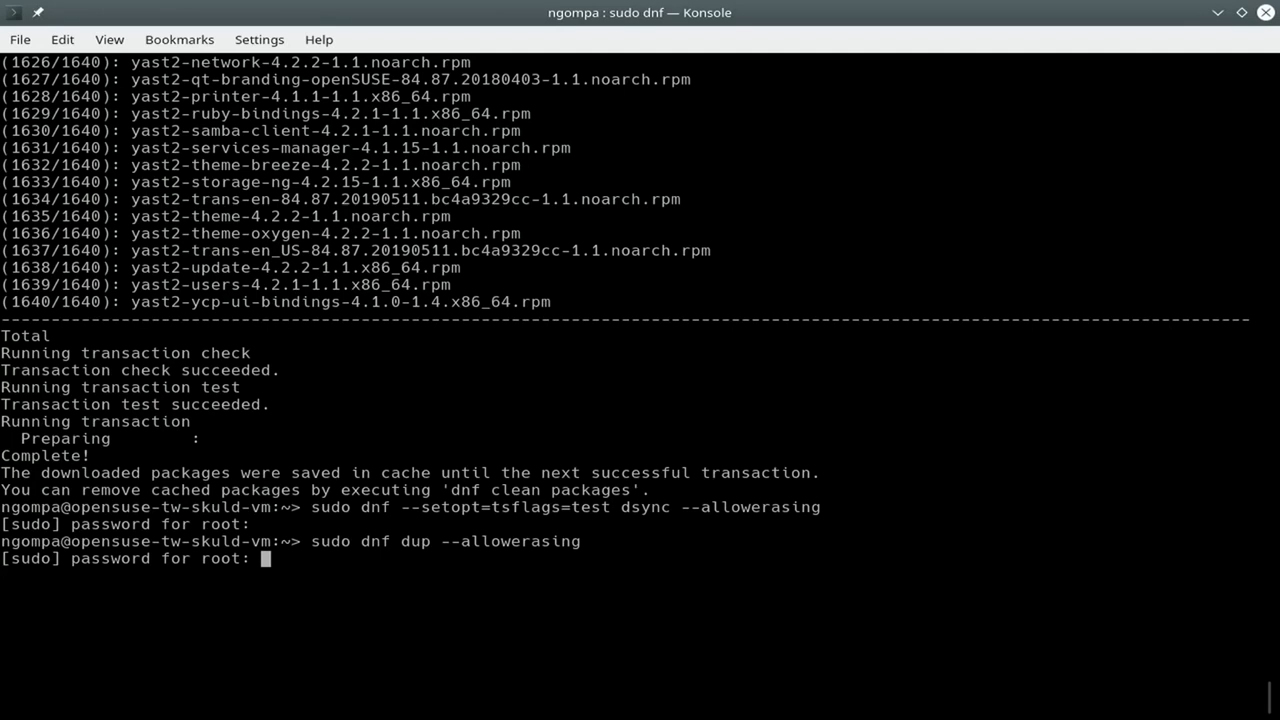 ngompa : sudo dnf — Konsole
File Edit View Bookmarks Settings Help
(1626/1640): yast2-network-4.2.2-1.1.noarch.rpm
(1627/1640): yast2-qt-branding-openSUSE-84.87.20180403-1.1.noarch.rpm
(1628/1640): yast2-printer-4.1.1-1.1.x86_64.rpm
(1629/1640): yast2-ruby-bindings-4.2.1-1.1.x86_64.rpm
(1630/1640): yast2-samba-client-4.2.1-1.1.noarch.rpm
(1631/1640): yast2-services-manager-4.1.15-1.1.noarch.rpm
(1632/1640): yast2-theme-breeze-4.2.2-1.1.noarch.rpm
(1633/1640): yast2-storage-ng-4.2.15-1.1.x86_64.rpm
(1634/1640): yast2-trans-en-84.87.20190511.bc4a9329cc-1.1.noarch.rpm
(1635/1640): yast2-theme-4.2.2-1.1.noarch.rpm
(1636/1640): yast2-theme-oxygen-4.2.2-1.1.noarch.rpm
(1637/1640): yast2-trans-en_US-84.87.20190511.bc4a9329cc-1.1.noarch.rpm
(1638/1640): yast2-update-4.2.2-1.1.x86_64.rpm
(1639/1640): yast2-users-4.2.1-1.1.x86_64.rpm
(1640/1640): yast2-ycp-ui-bindings-4.1.0-1.4.x86_64.rpm
-----------------------------------------------------------------------------------------------------------------------------
Total
Running transaction check
Transaction check succeeded.
Running transaction test
Transaction test succeeded.
Running transaction
  Preparing        :
Complete!
The downloaded packages were saved in cache until the next successful transaction.
You can remove cached packages by executing 'dnf clean packages'.
ngompa@opensuse-tw-skuld-vm:~> sudo dnf --setopt=tsflags=test dsync --allowerasing
[sudo] password for root:
ngompa@opensuse-tw-skuld-vm:~> sudo dnf dup --allowerasing
[sudo] password for root: